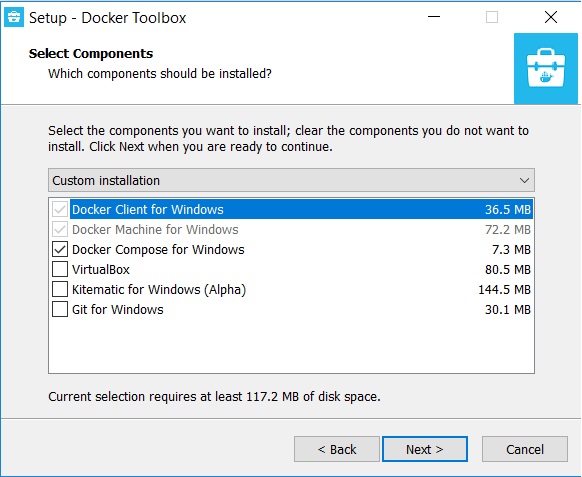 Setup - Docker Toolbox
Select Components
Which components should be installed?
Select the components you want to install; clear the components you do not want to
install. Click Next when you are ready to continue.
Custom installation
Docker Client for Windows 36.5 MB
Docker Machine for Windows 72.2 MB
Docker Compose for Windows 7.3 MB
VirtualBox 80.5 MB
Kitematic for Windows (Alpha) 144.5 MB
Git for Windows 30.1 MB
Current selection requires at least 117.2 MB of disk space.
< Back Next > Cancel